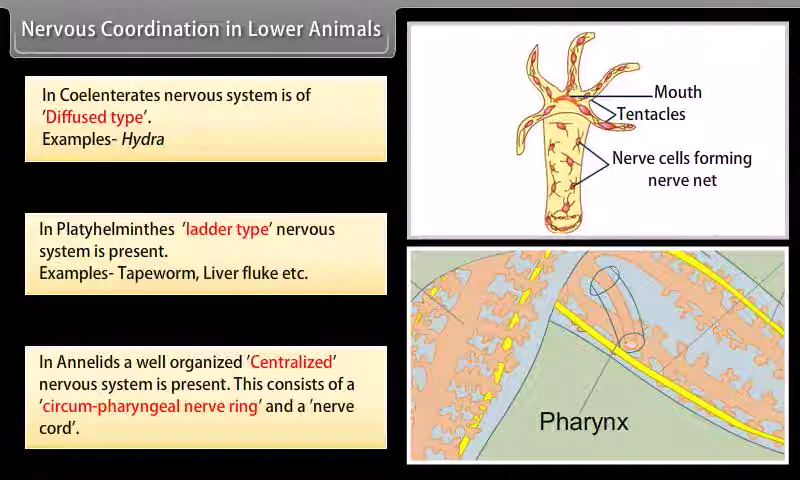 Nervous Coordination in Lower Animals
In Coelenterates nervous system is of
'Diffused type'.
Examples- Hydra
In Platyhelminthes 'ladder type' nervous
system is present.
Examples- Tapeworm, Liver fluke etc.
In Annelids a well organized 'Centralized'
nervous system is present. This consists of a
'circum-pharyngeal nerve ring' and a 'nerve
cord'.
Mouth
Tentacles
Nerve cells forming
nerve net
Pharynx